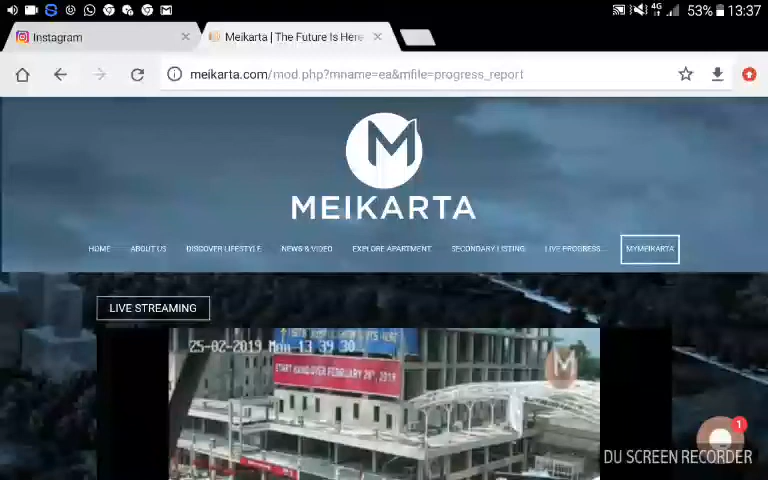 53% 13:37
Instagram
Meikarta | The Future Is Here
meikarta.com/mod.php?mname=ea&mfile=progress_report
MEIKARTA
HOME ABOUT US DISCOVER LIFESTYLE NEWS & VIDEO EXPLORE APARTMENT SECONDARY LISTING LIVE PROGRESS... MYMEIKARTA
LIVE STREAMING
25-02-2019 Mon 13 39 30
START HANDOVER FEBRUARY 28th, 2019
M
1
DU SCREEN RECORDER